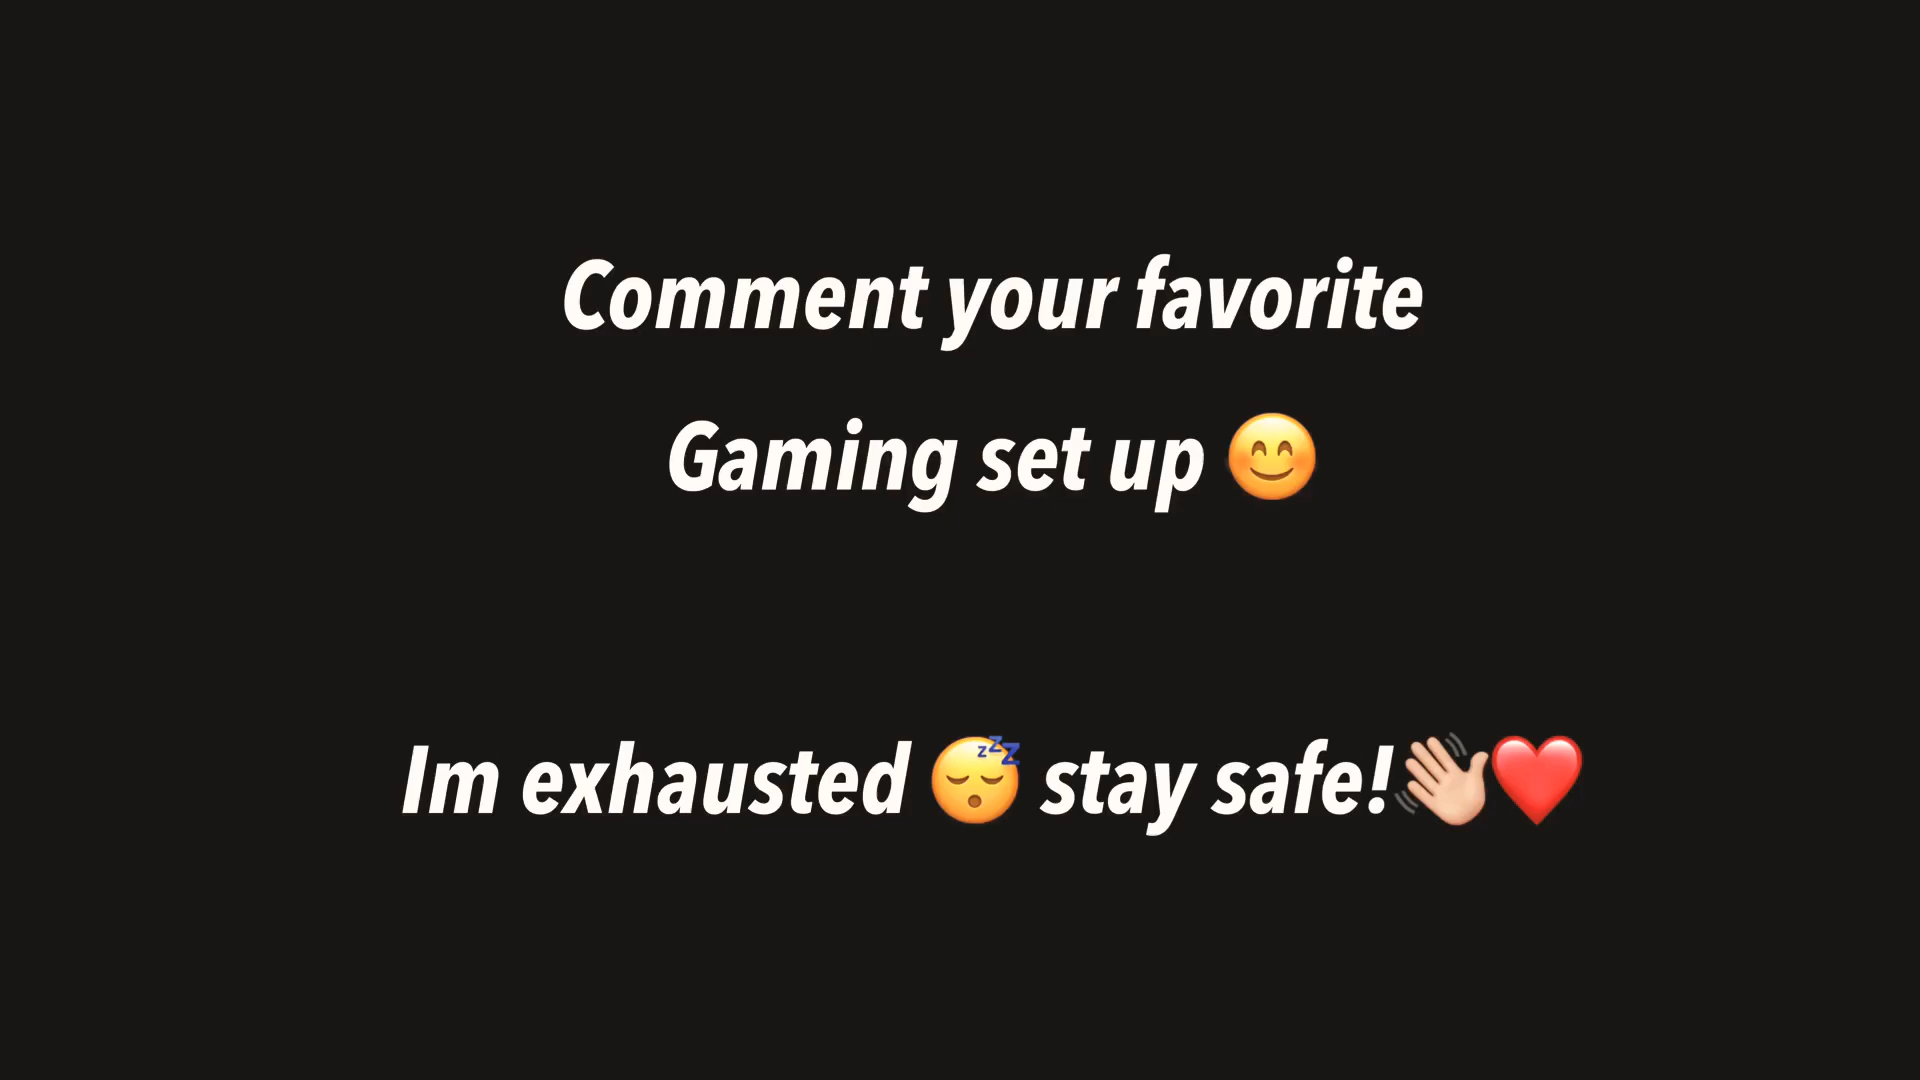 Comment your favorite
Gaming set up 😊
Im exhausted 😴 stay safe!👋🏼❤️